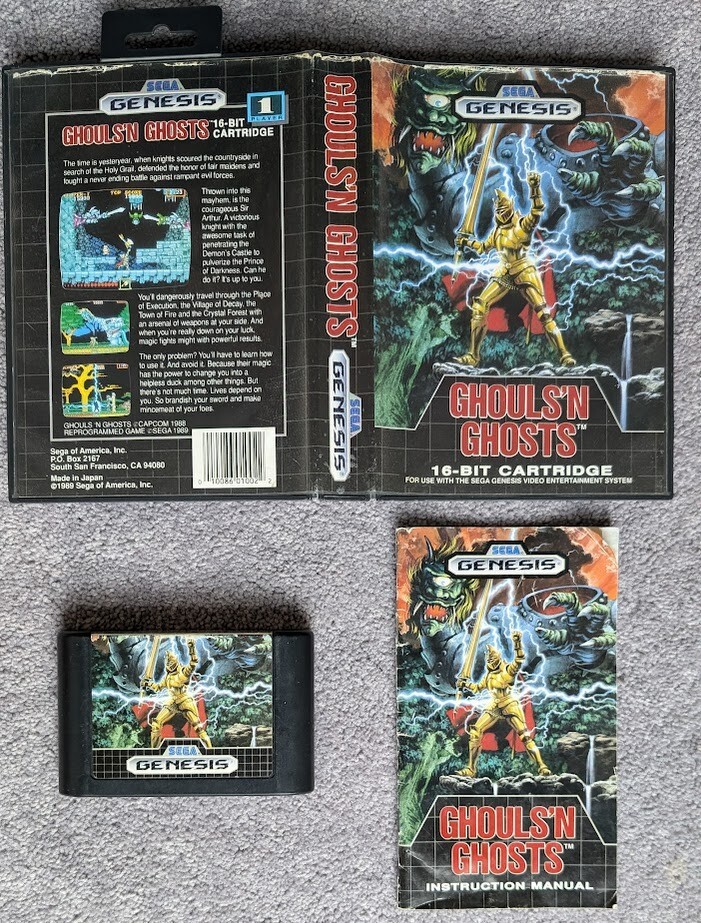 SEGA
GENESIS
1
PLAYER
GHOULS'N GHOSTS™
16-BIT
CARTRIDGE
The time is yesteryear, when knights scoured the countryside in
search of the Holy Grail, defended the honor of fair maidens and
fought a never ending battle against rampant evil forces.
Thrown into this
mayhem, is the
courageous Sir
Arthur. A victorious
knight with the
awesome task of
penetrating the
Demon's Castle to
pulverize the Prince
of Darkness. Can he
do it? It's up to you.
TOP SCORE
You'll dangerously travel through the Place
of Execution, the Village of Decay, the
Town of Fire and the Crystal Forest with
an arsenal of weapons at your side. And
when you're really down on your luck,
magic fights might with powerful results.
The only problem? You'll have to learn how
to use it. And avoid it. Because their magic
has the power to change you into a
helpless duck among other things. But
there's not much time. Lives depend on
you. So brandish your sword and make
mincemeat of your foes.
GHOULS 'N GHOSTS ©CAPCOM 1988
REPROGRAMMED GAME ©SEGA 1989
Sega of America, Inc.
P.O. Box 2167
South San Francisco, CA 94080
Made in Japan
©1989 Sega of America, Inc.
0 10086 01002 2
GHOULS'N GHOSTS™
SEGA
GENESIS
SEGA
GENESIS
GHOULS'N
GHOSTS™
16-BIT CARTRIDGE
FOR USE WITH THE SEGA GENESIS VIDEO ENTERTAINMENT SYSTEM
SEGA
GENESIS
SEGA
GENESIS
GHOULS'N
GHOSTS™
INSTRUCTION MANUAL